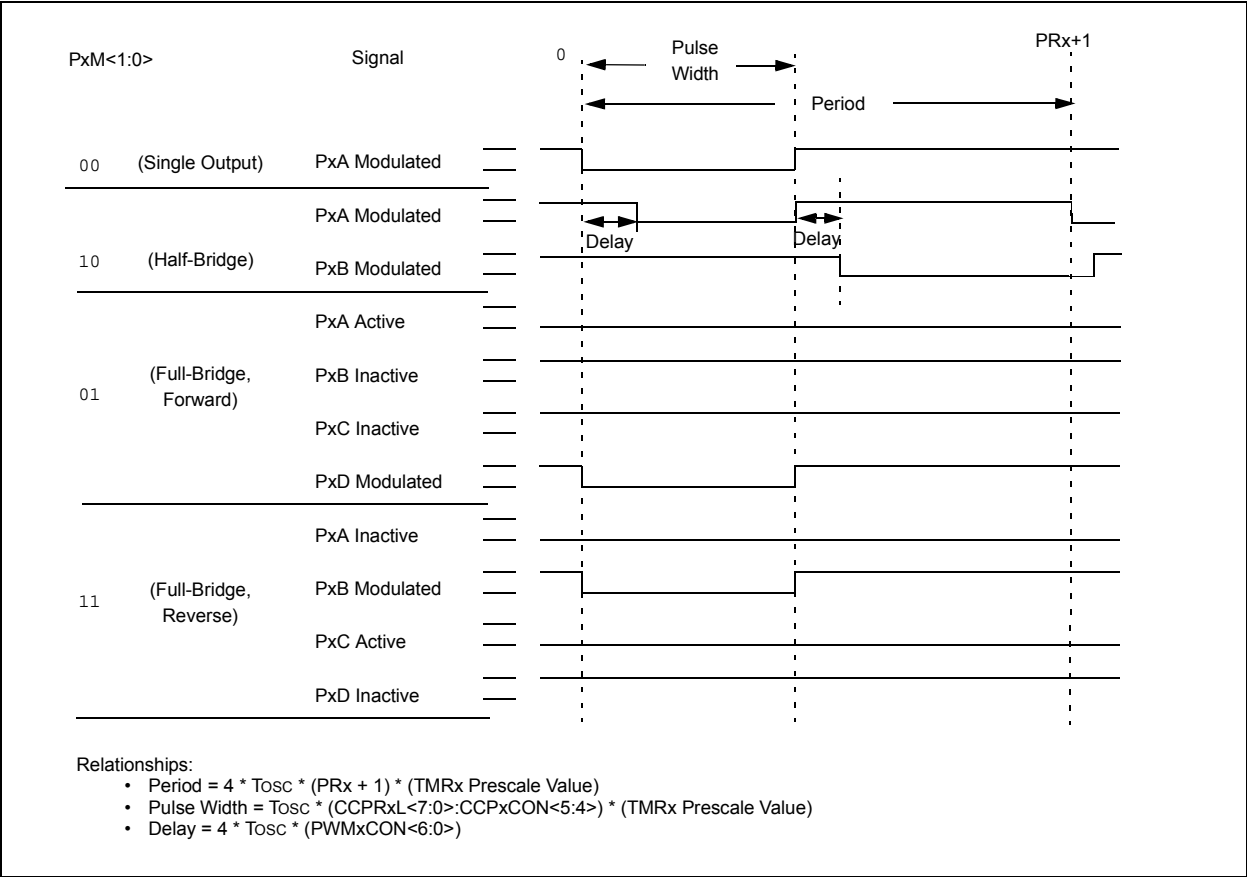 PxM<1:0>
Signal
0
Pulse
Width
PRx+1
Period
00
(Single Output)
PxA Modulated
10
(Half-Bridge)
PxA Modulated
Delay
Delay
PxB Modulated
01
(Full-Bridge,
Forward)
PxA Active
PxB Inactive
PxC Inactive
PxD Modulated
11
(Full-Bridge,
Reverse)
PxA Inactive
PxB Modulated
PxC Active
PxD Inactive
Relationships:
• Period = 4 * TOSC * (PRx + 1) * (TMRx Prescale Value)
• Pulse Width = TOSC * (CCPRxL<7:0>:CCPxCON<5:4>) * (TMRx Prescale Value)
• Delay = 4 * TOSC * (PWMxCON<6:0>)